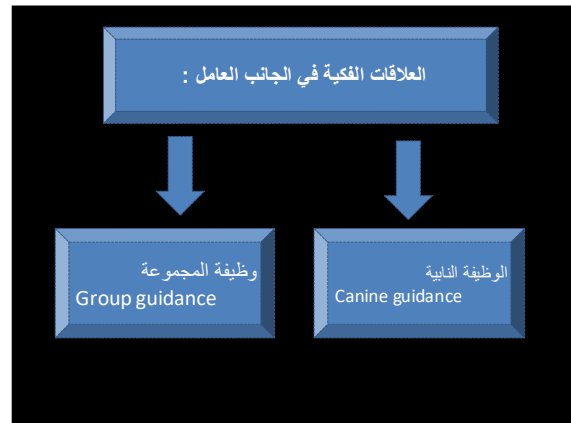 العلاقات الفكية في الجانب العامل :
الوظيفة النابية
Canine guidance
وظيفة المجموعة
Group guidance